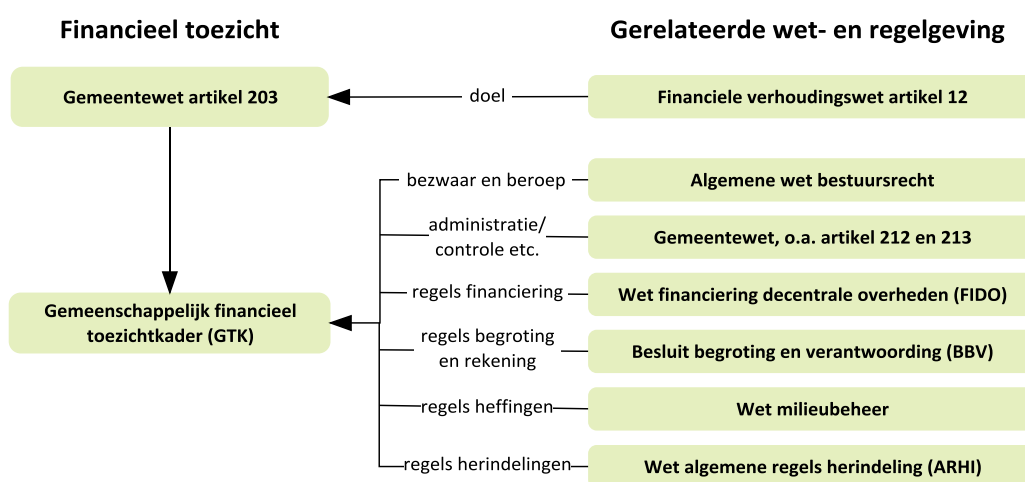 Financieel toezicht
Gerelateerde wet- en regelgeving
Gemeentewet artikel 203
doel
Financiele verhoudingswet artikel 12
bezwaar en beroep
Algemene wet bestuursrecht
administratie/
controle etc.
Gemeentewet, o.a. artikel 212 en 213
regels financiering
Wet financiering decentrale overheden (FIDO)
Gemeenschappelijk financieel
toezichtkader (GTK)
regels begroting
en rekening
Besluit begroting en verantwoording (BBV)
regels heffingen
Wet milieubeheer
regels herindelingen
Wet algemene regels herindeling (ARHI)